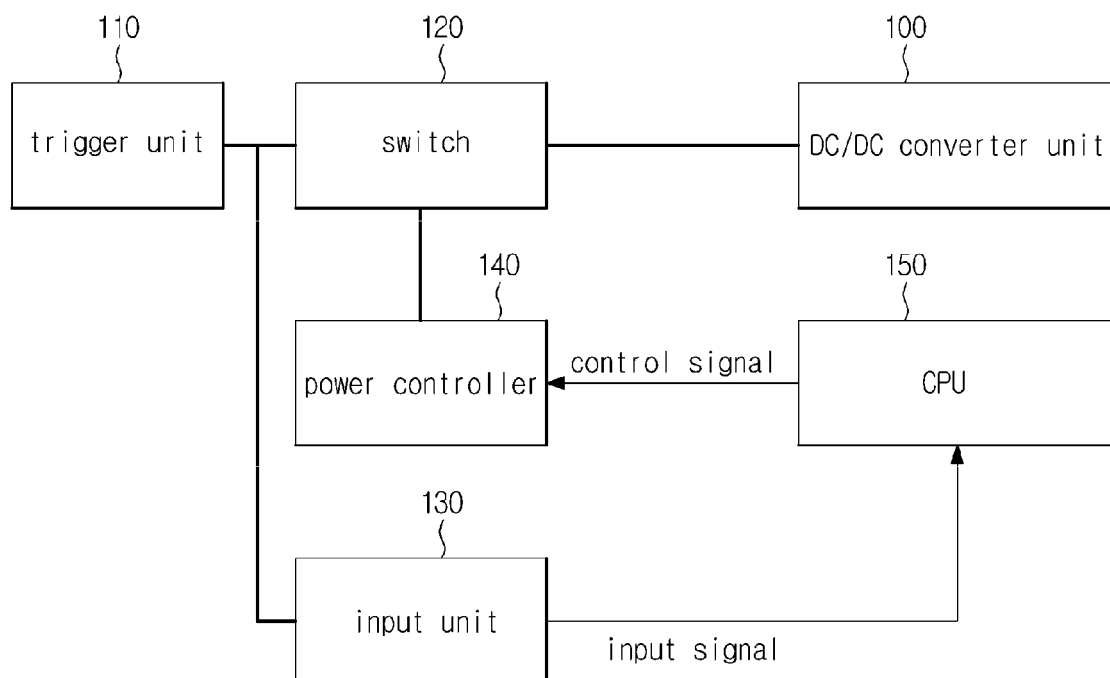 110
120
100
trigger unit
switch
DC/DC converter unit
140
150
control signal
power controller
CPU
130
input unit
input signal